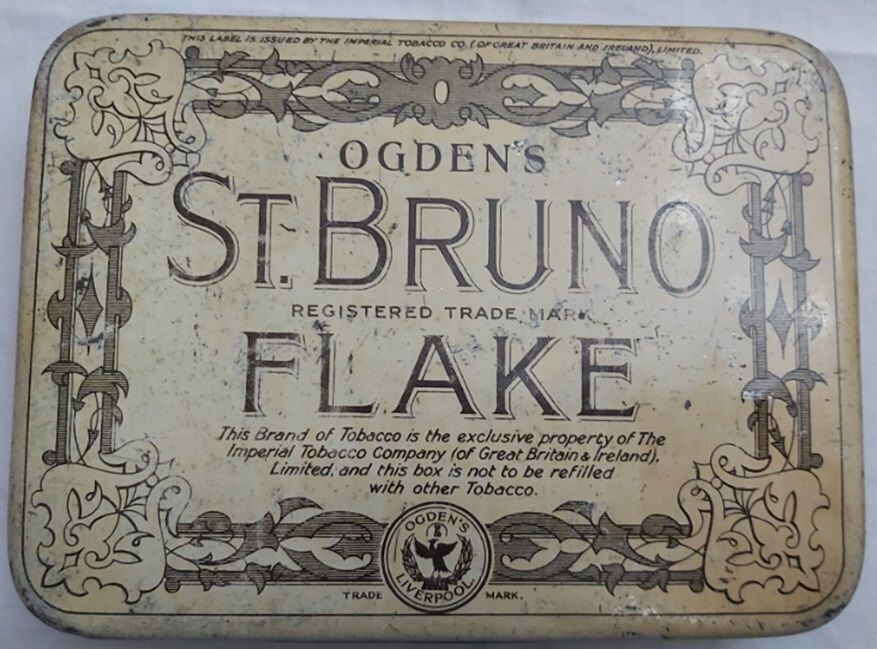 THIS LABEL IS ISSUED BY THE IMPERIAL TOBACCO CO. (OF GREAT BRITAIN AND IRELAND), LIMITED.
OGDEN'S
ST. BRUNO
REGISTERED TRADE MARK
FLAKE
This Brand of Tobacco is the exclusive property of The
Imperial Tobacco Company (of Great Britain & Ireland),
Limited, and this box is not to be refilled
with other Tobacco.
OGDEN'S
LIVERPOOL.
TRADE MARK.